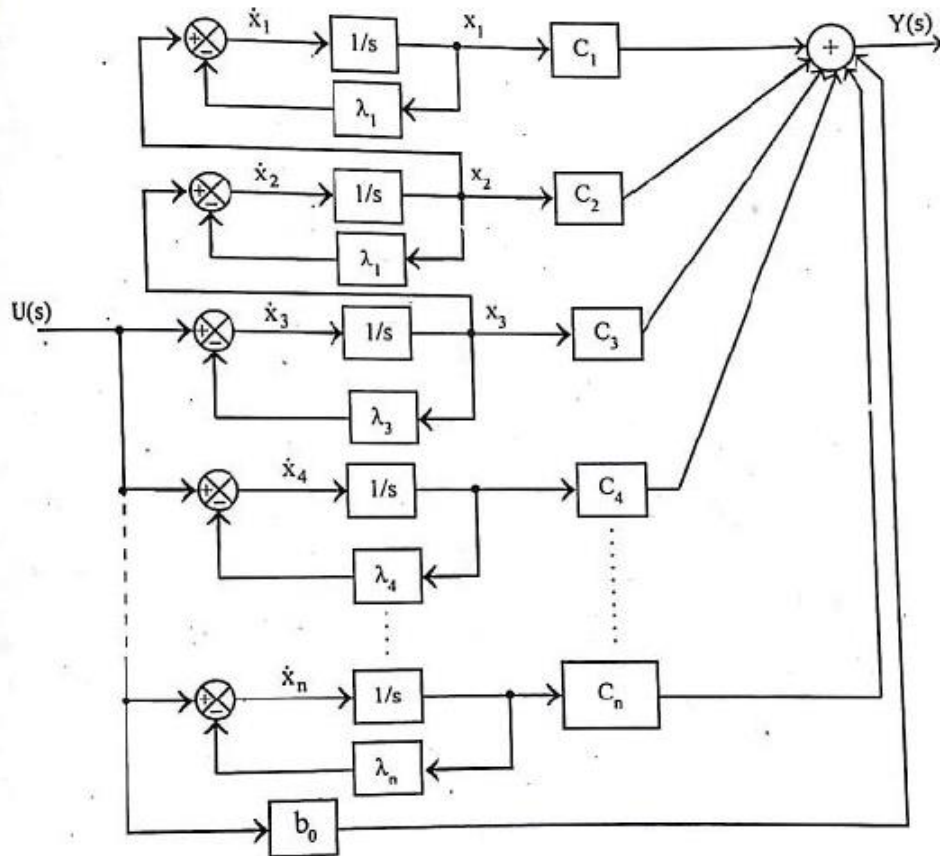 ẋ₁ 1/s x₁ C₁ + Y(s)
+ −
λ₁
ẋ₂ 1/s x₂ C₂
+ −
λ₁
U(s) ẋ₃ 1/s x₃ C₃
+ −
λ₃
ẋ₄ 1/s C₄
+ −
λ₄
ẋₙ 1/s Cₙ
+ −
λₙ
b₀